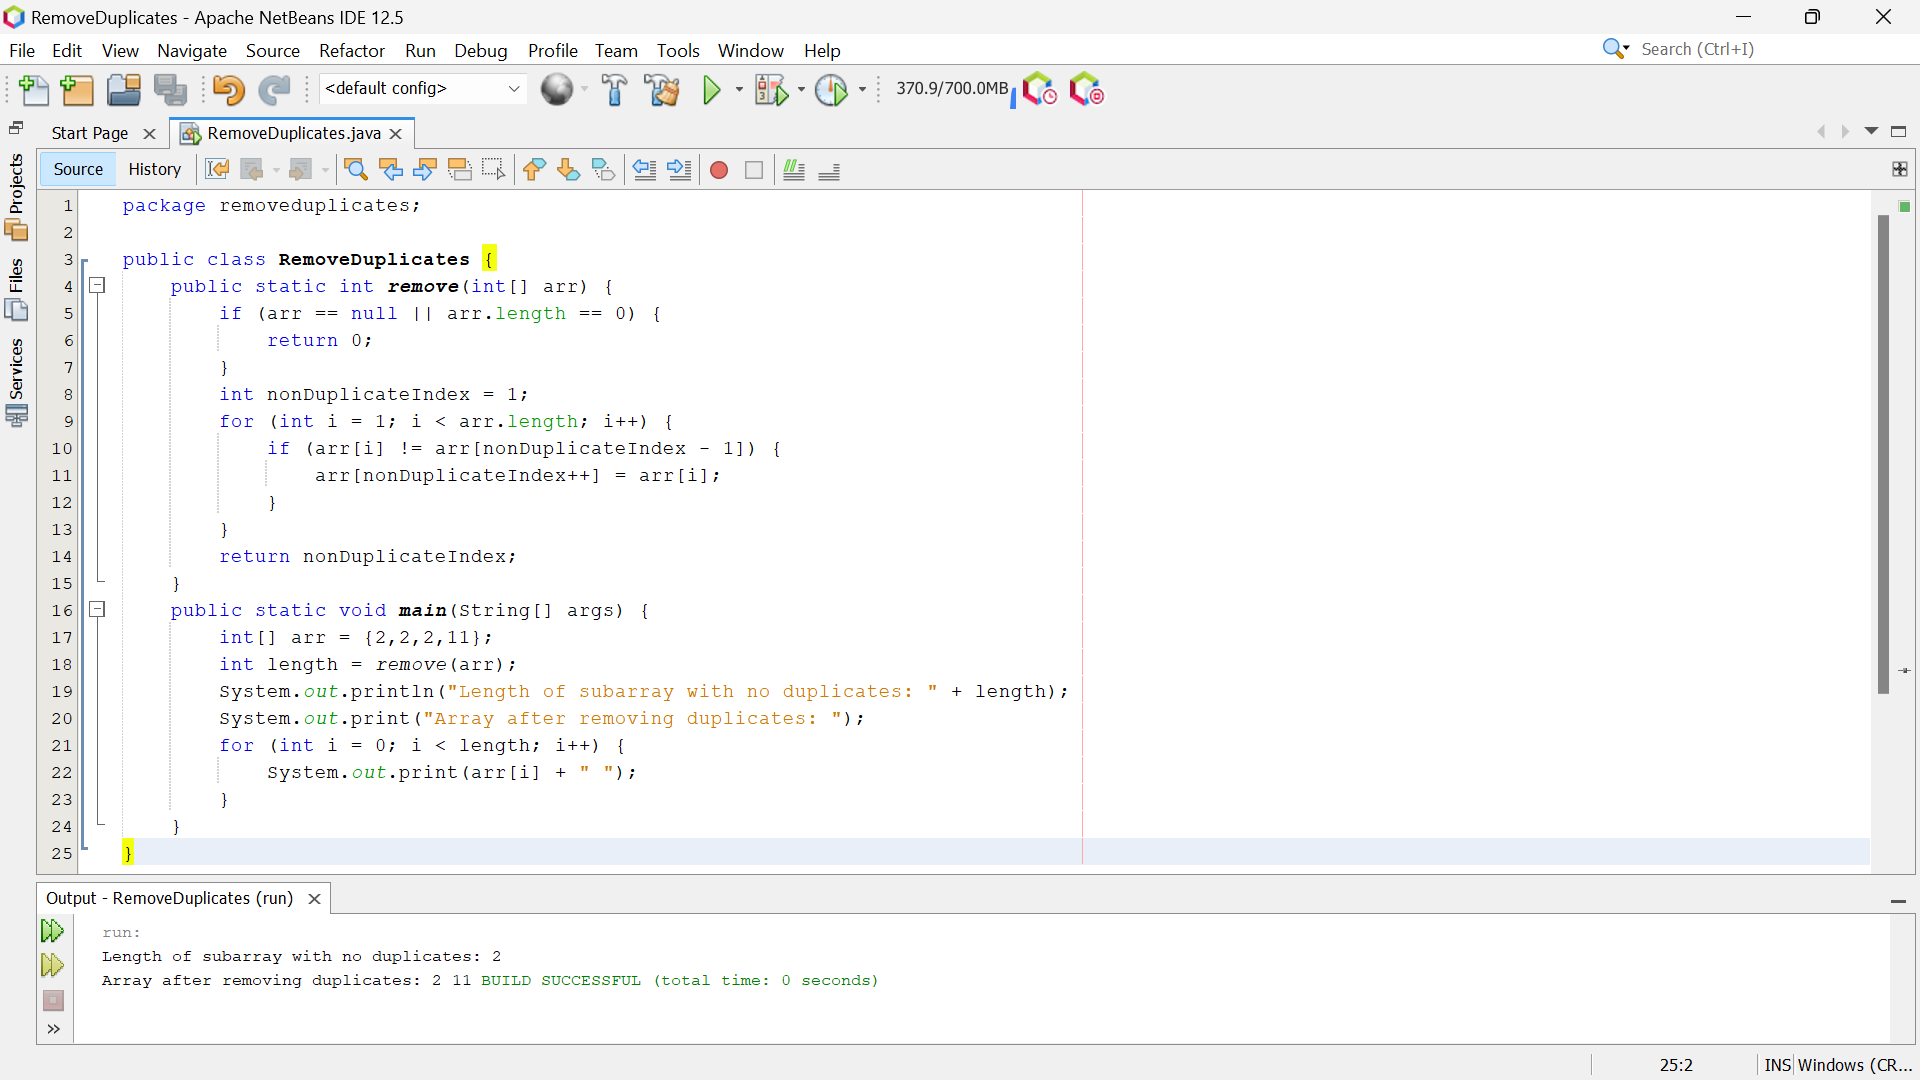 RemoveDuplicates - Apache NetBeans IDE 12.5
File Edit View Navigate Source Refactor Run Debug Profile Team Tools Window Help
Search (Ctrl+I)
<default config>
370.9/700.0MB
Start Page
RemoveDuplicates.java
Projects
Files
Services
Source History
1 package removeduplicates;
2
3 public class RemoveDuplicates {
4     public static int remove(int[] arr) {
5         if (arr == null || arr.length == 0) {
6             return 0;
7         }
8         int nonDuplicateIndex = 1;
9         for (int i = 1; i < arr.length; i++) {
10             if (arr[i] != arr[nonDuplicateIndex - 1]) {
11                 arr[nonDuplicateIndex++] = arr[i];
12             }
13         }
14         return nonDuplicateIndex;
15     }
16     public static void main(String[] args) {
17         int[] arr = {2,2,2,11};
18         int length = remove(arr);
19         System.out.println("Length of subarray with no duplicates: " + length);
20         System.out.print("Array after removing duplicates: ");
21         for (int i = 0; i < length; i++) {
22             System.out.print(arr[i] + " ");
23         }
24     }
25 }
Output - RemoveDuplicates (run)
run:
Length of subarray with no duplicates: 2
Array after removing duplicates: 2 11 BUILD SUCCESSFUL (total time: 0 seconds)
25:2
INS
Windows (CR...